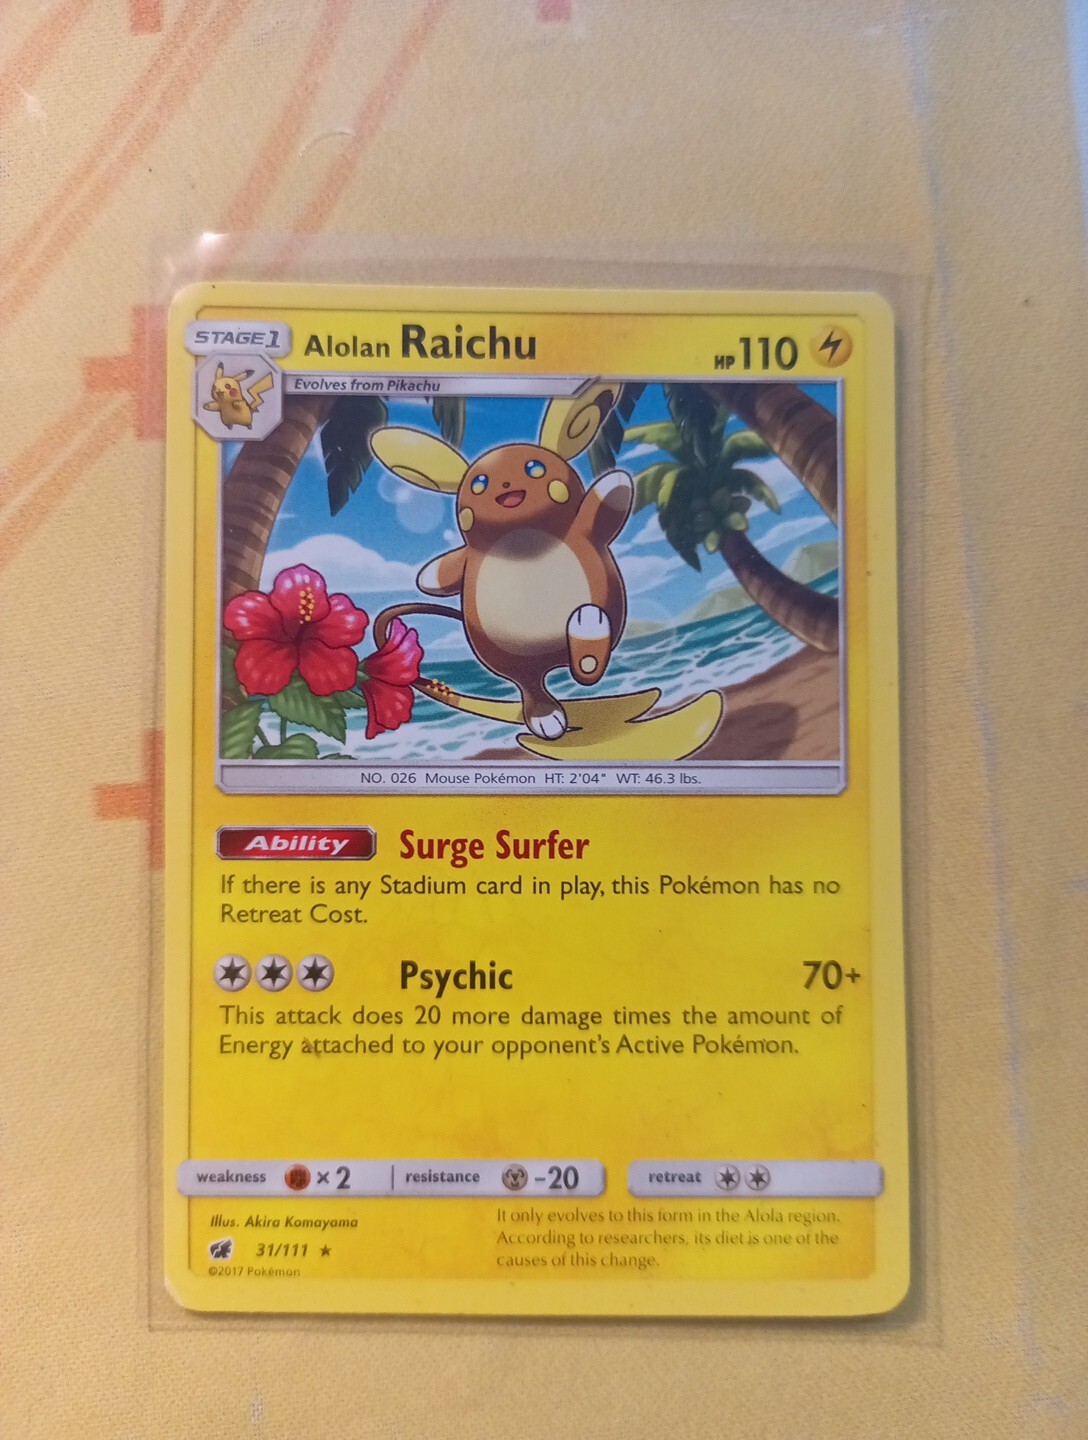 STAGE 1 Alolan Raichu HP 110
Evolves from Pikachu
NO. 026 Mouse Pokémon HT: 2'04" WT: 46.3 lbs.
Ability Surge Surfer
If there is any Stadium card in play, this Pokémon has no
Retreat Cost.
Psychic 70+
This attack does 20 more damage times the amount of
Energy attached to your opponent's Active Pokémon.
weakness × 2 resistance -20 retreat
Illus. Akira Komayama
31/111 ★
©2017 Pokémon
It only evolves to this form in the Alola region.
According to researchers, its diet is one of the
causes of this change.